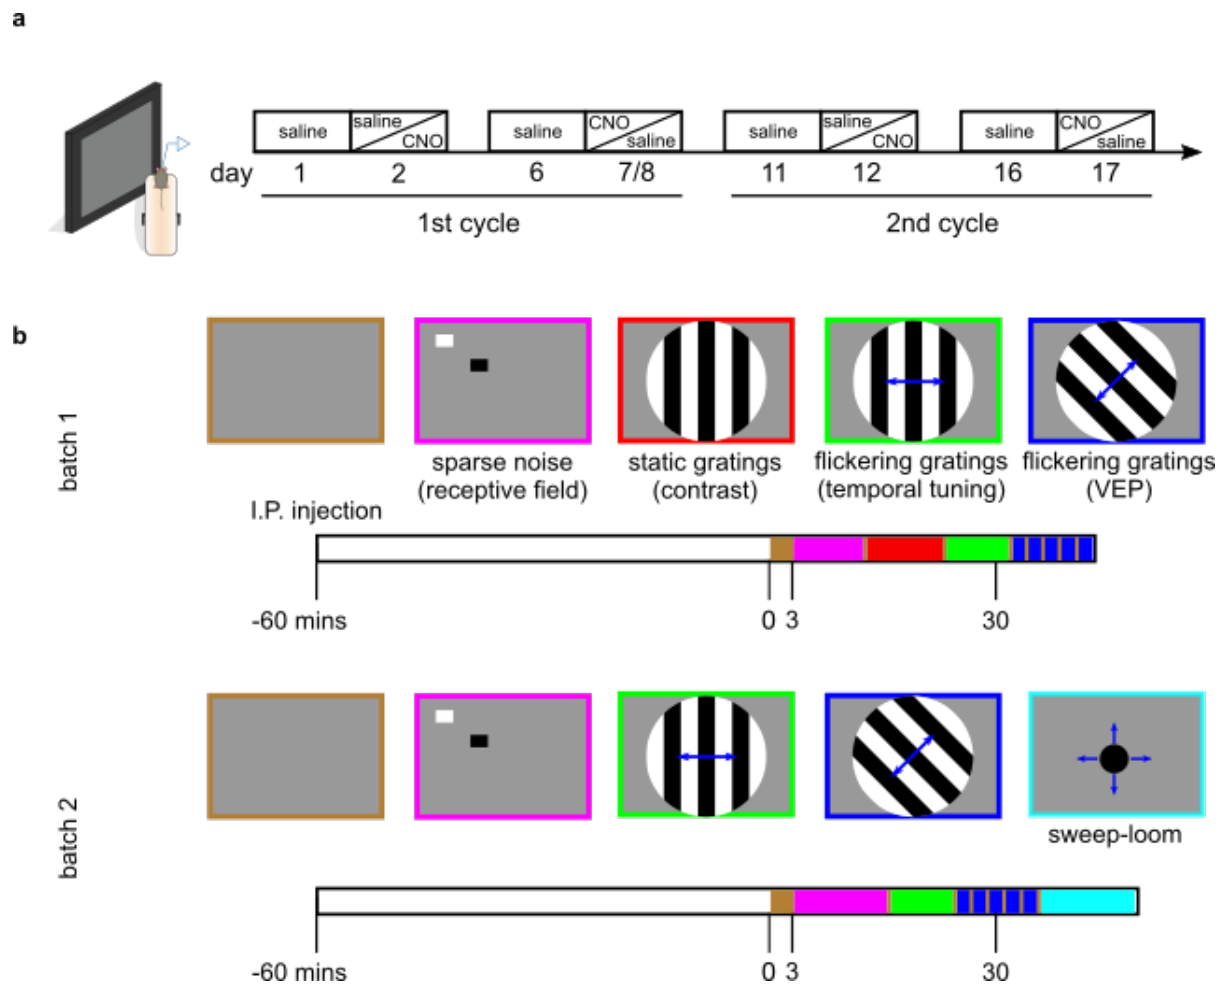 a
saline
saline
CNO
saline
CNO
saline
saline
saline
CNO
saline
CNO
saline
day 1 2 6 7/8 11 12 16 17
1st cycle 2nd cycle
b
batch 1
sparse noise
(receptive field)
static gratings
(contrast)
flickering gratings
(temporal tuning)
flickering gratings
(VEP)
I.P. injection
-60 mins 0 3 30
batch 2
sweep-loom
-60 mins 0 3 30